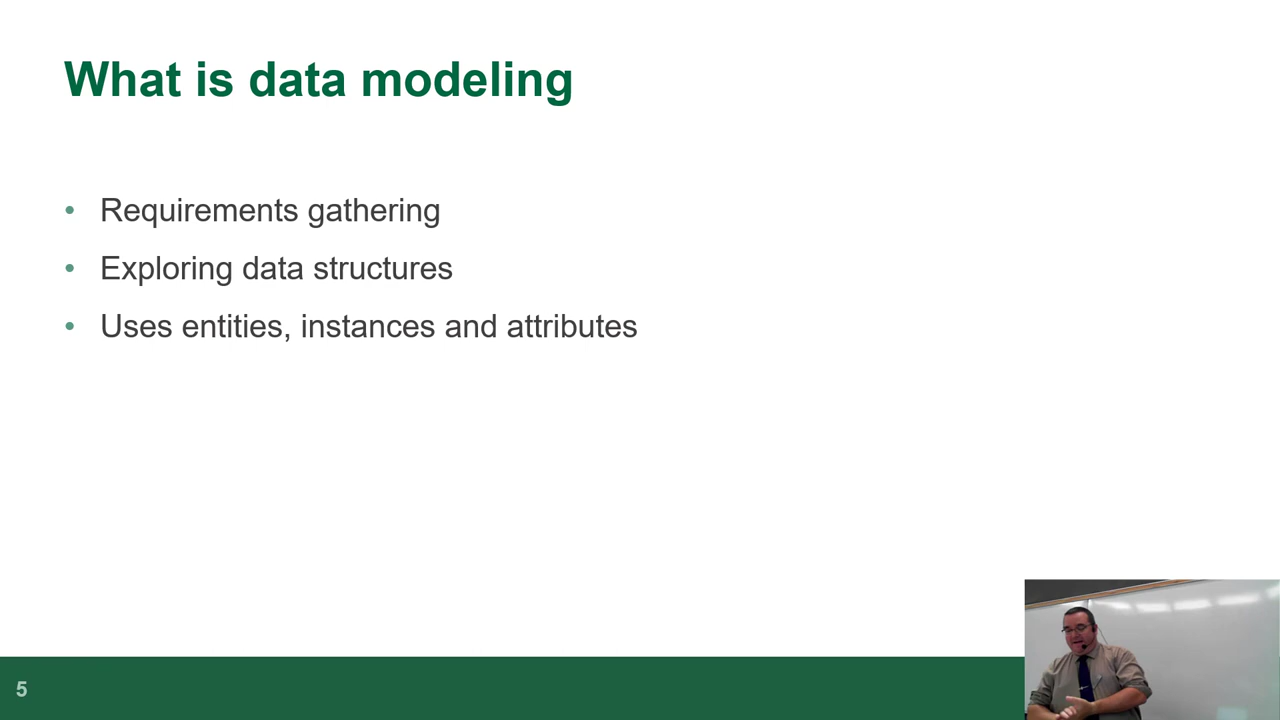 What is data modeling
• Requirements gathering
• Exploring data structures
• Uses entities, instances and attributes
5